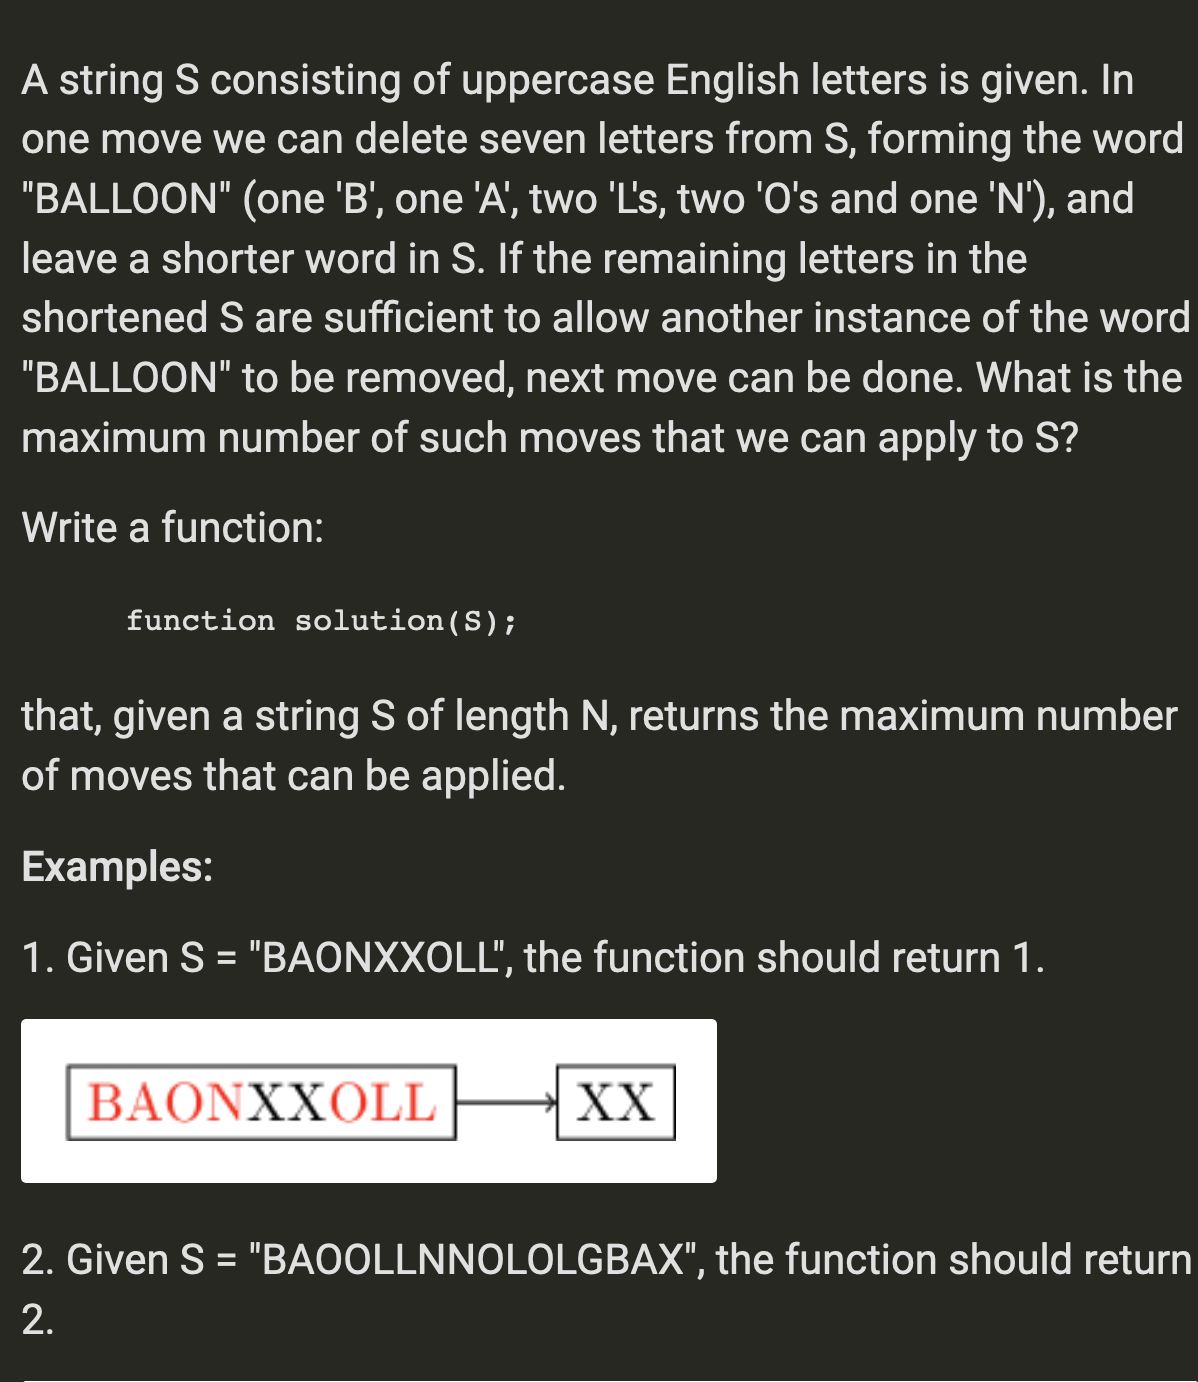 A string S consisting of uppercase English letters is given. In
one move we can delete seven letters from S, forming the word
"BALLOON" (one 'B', one 'A', two 'L's, two 'O's and one 'N'), and
leave a shorter word in S. If the remaining letters in the
shortened S are sufficient to allow another instance of the word
"BALLOON" to be removed, next move can be done. What is the
maximum number of such moves that we can apply to S?
Write a function:
function solution(S);
that, given a string S of length N, returns the maximum number
of moves that can be applied.
Examples:
1. Given S = "BAONXXOLL", the function should return 1.
BAONXXOLL XX
2. Given S = "BAOOLLNNOLOLGBAX", the function should return
2.